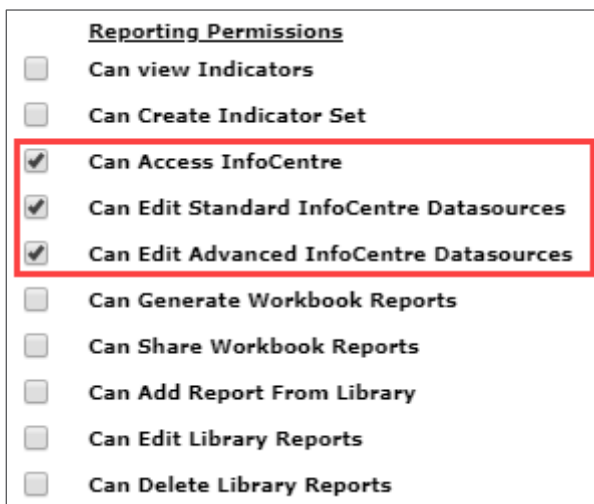 Reporting Permissions
Can view Indicators
Can Create Indicator Set
Can Access InfoCentre
Can Edit Standard InfoCentre Datasources
Can Edit Advanced InfoCentre Datasources
Can Generate Workbook Reports
Can Share Workbook Reports
Can Add Report From Library
Can Edit Library Reports
Can Delete Library Reports